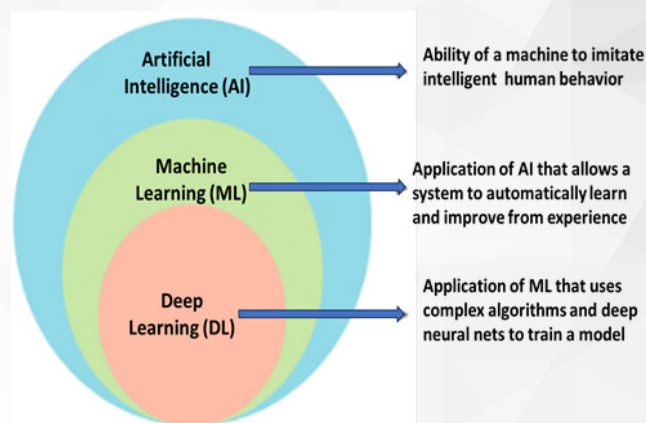 Artificial
Intelligence (AI)
Ability of a machine to imitate
intelligent human behavior
Machine
Learning (ML)
Application of AI that allows a
system to automatically learn
and improve from experience
Deep
Learning (DL)
Application of ML that uses
complex algorithms and deep
neural nets to train a model